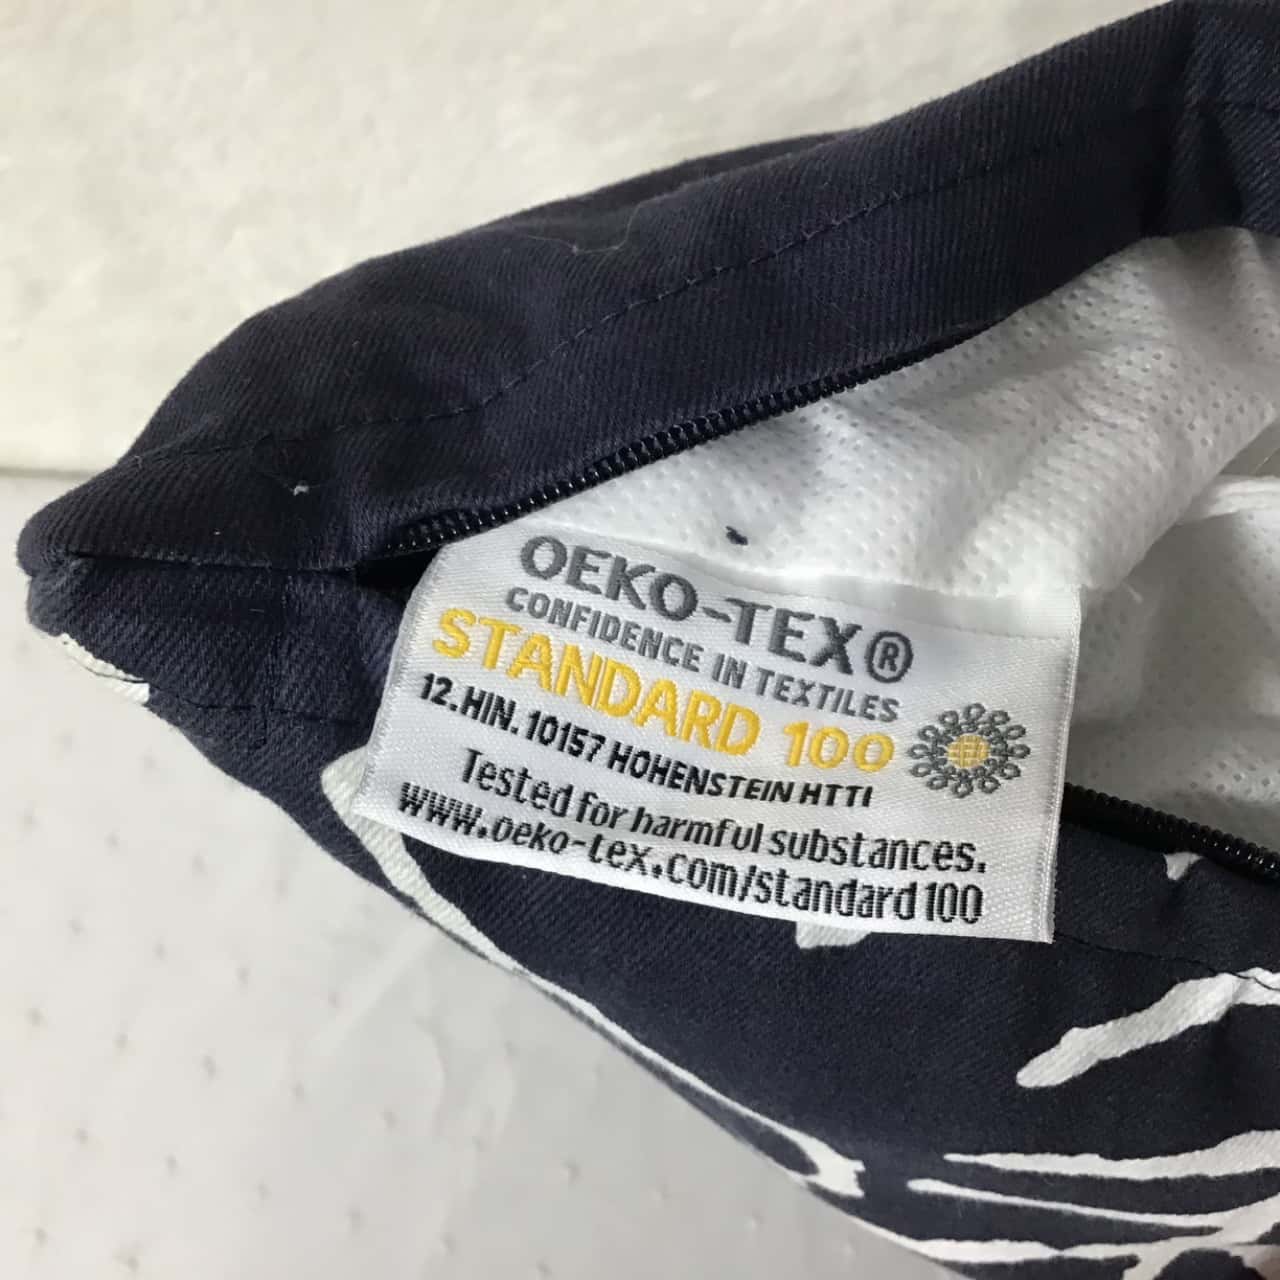 OEKO-TEX®
CONFIDENCE IN TEXTILES
STANDARD 100
12.HIN.10157 HOHENSTEIN HTTI
Tested for harmful substances.
www.oeko-tex.com/standard100